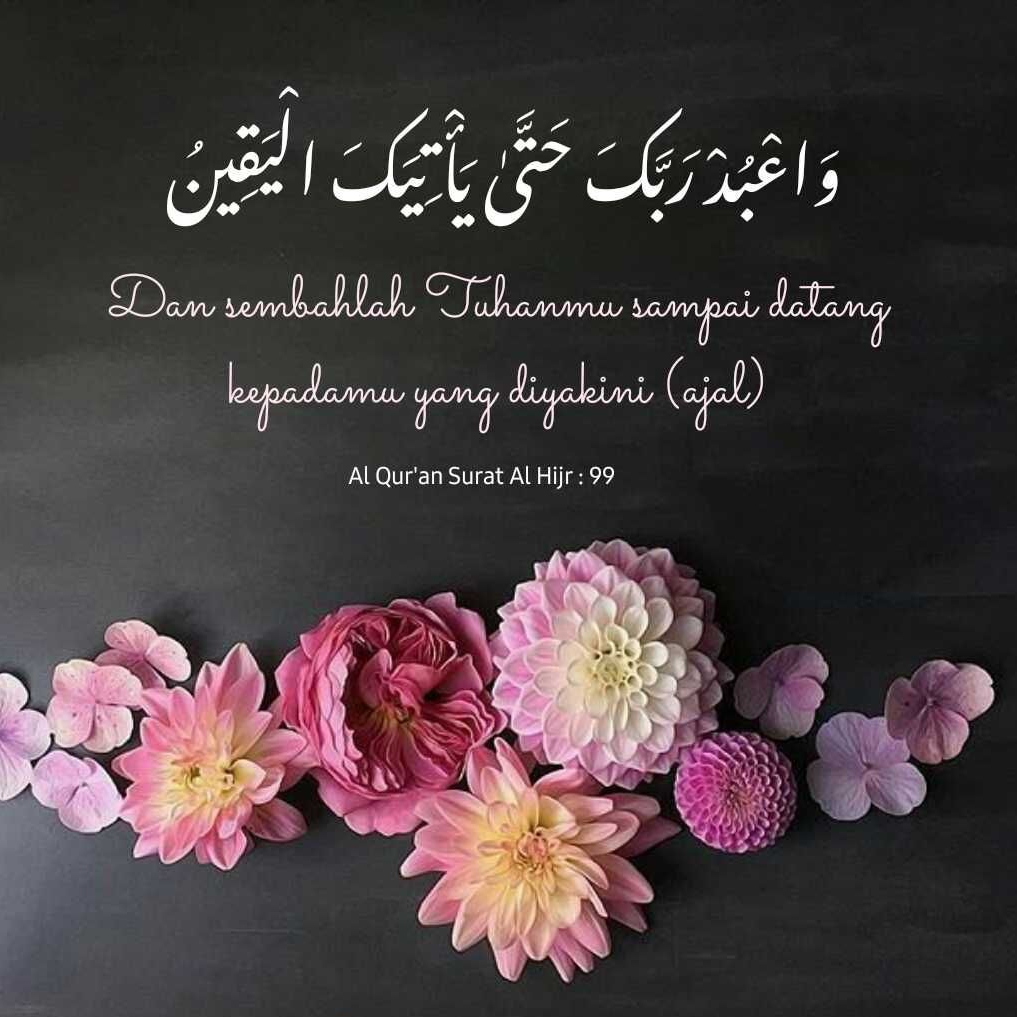 وَاعْبُدْ رَبَّكَ حَتَّىٰ يَأْتِيَكَ الْيَقِينُ
Dan sembahlah Tuhanmu sampai datang
kepadamu yang diyakini (ajal)
Al Qur'an Surat Al Hijr : 99